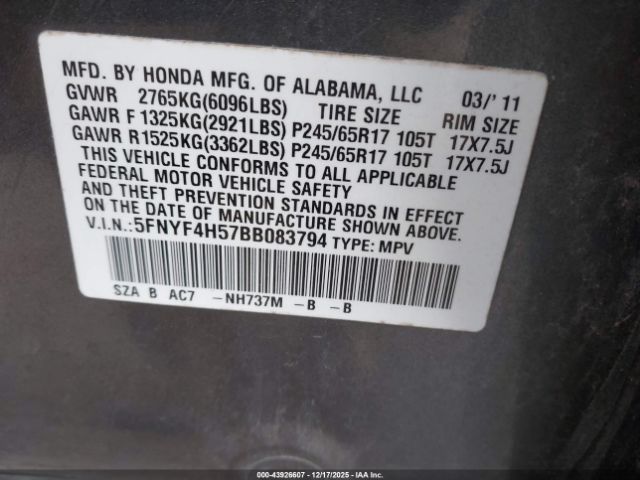 MFD. BY HONDA MFG. OF ALABAMA, LLC 03/'11
GVWR 2765KG(6096LBS) TIRE SIZE RIM SIZE
GAWR F 1325KG(2921LBS) P245/65R17 105T 17X7.5J
GAWR R1525KG(3362LBS) P245/65R17 105T 17X7.5J
THIS VEHICLE CONFORMS TO ALL APPLICABLE
FEDERAL MOTOR VEHICLE SAFETY
AND THEFT PREVENTION STANDARDS IN EFFECT
ON THE DATE OF MANUFACTURE SHOWN ABOVE.
V.I.N.:5FNYF4H57BB083794 TYPE: MPV
SZA B AC7 -NH737M -B -B
© 000-43926607 - 12/17/2025 - IAAI.COM